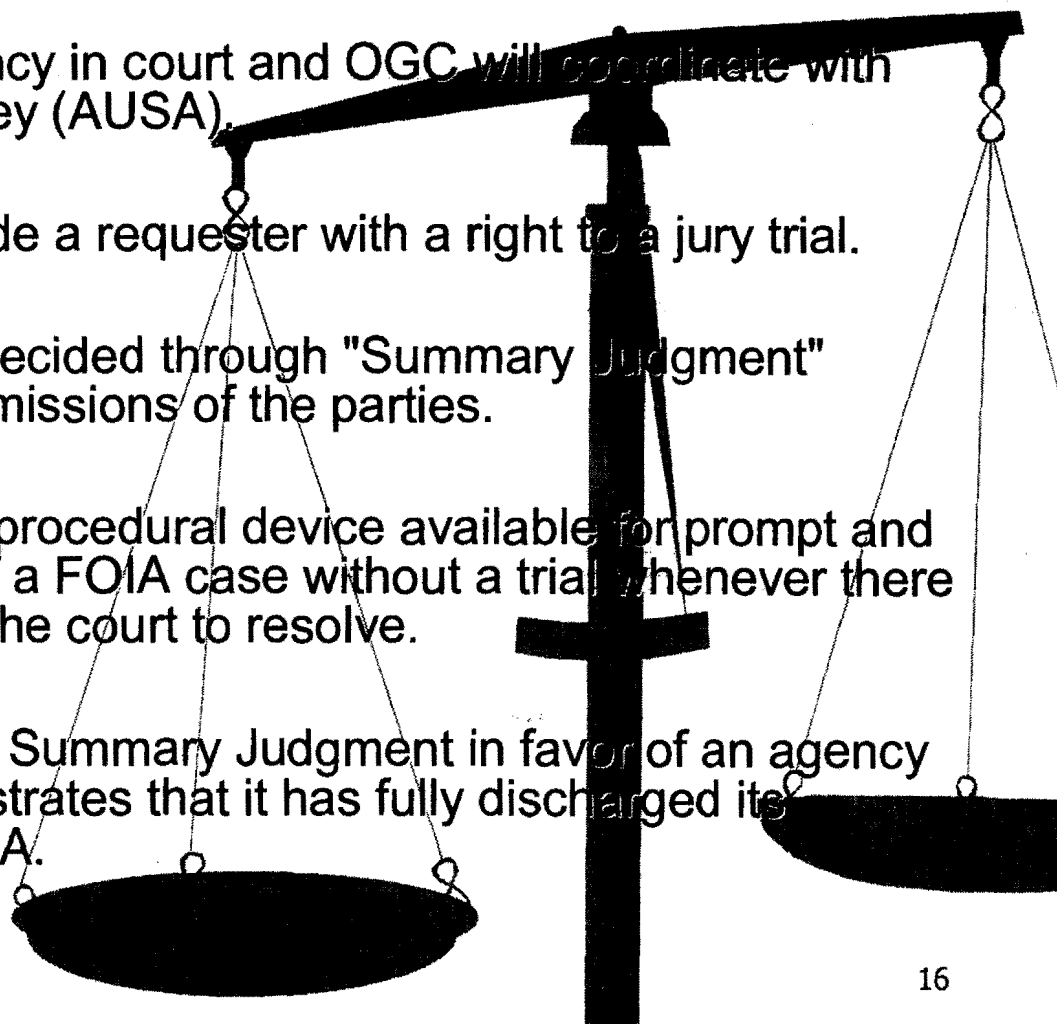 ncy in court and OGC will coordinate with
ey (AUSA).
de a requester with a right to a jury trial.
ecided through "Summary Judgment"
missions of the parties.
procedural device available for prompt and
a FOIA case without a trial whenever there
he court to resolve.
Summary Judgment in favor of an agency
strates that it has fully discharged its
A.
16